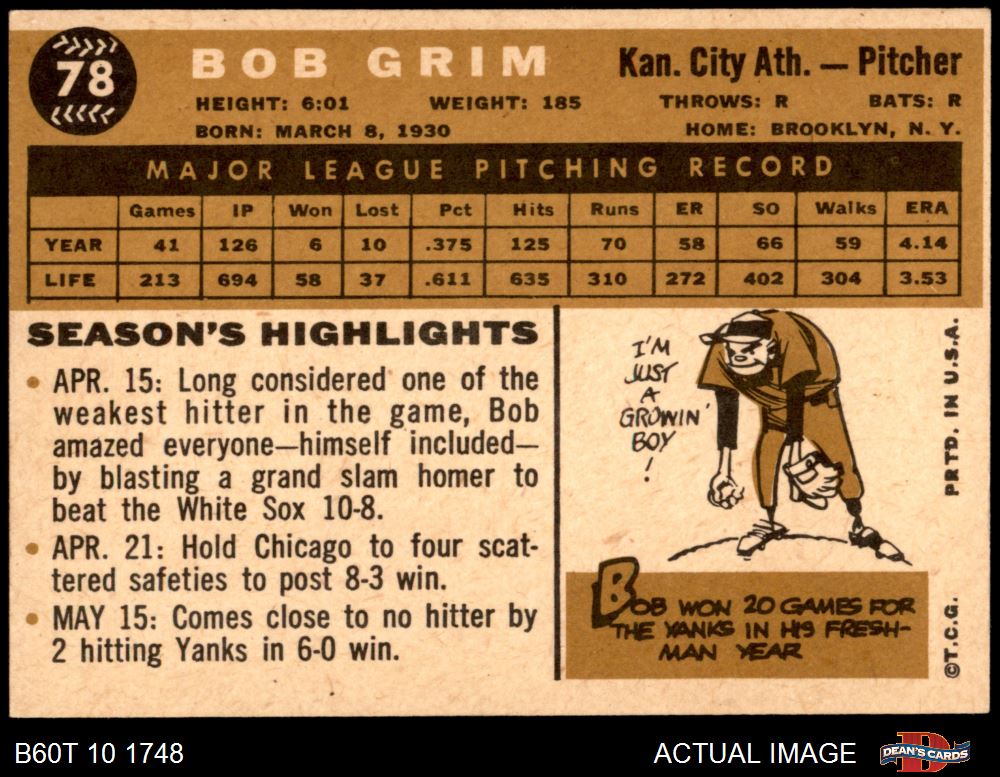 78
BOB GRIM
Kan. City Ath. — Pitcher
HEIGHT: 6:01 WEIGHT: 185 THROWS: R BATS: R
BORN: MARCH 8, 1930 HOME: BROOKLYN, N. Y.
MAJOR LEAGUE PITCHING RECORD
Games IP Won Lost Pct Hits Runs ER SO Walks ERA
YEAR 41 126 6 10 .375 125 70 58 66 59 4.14
LIFE 213 694 58 37 .611 635 310 272 402 304 3.53
SEASON'S HIGHLIGHTS
• APR. 15: Long considered one of the
weakest hitter in the game, Bob
amazed everyone—himself included—
by blasting a grand slam homer to
beat the White Sox 10-8.
• APR. 21: Hold Chicago to four scat-
tered safeties to post 8-3 win.
• MAY 15: Comes close to no hitter by
2 hitting Yanks in 6-0 win.
I'M
JUST
A
GROWIN'
BOY
!
BOB WON 20 GAMES FOR
THE YANKS IN HIS FRESH-
MAN YEAR
©T.C.G. PRTD. IN U.S.A.
B60T 10 1748
ACTUAL IMAGE
D
DEAN'S CARDS